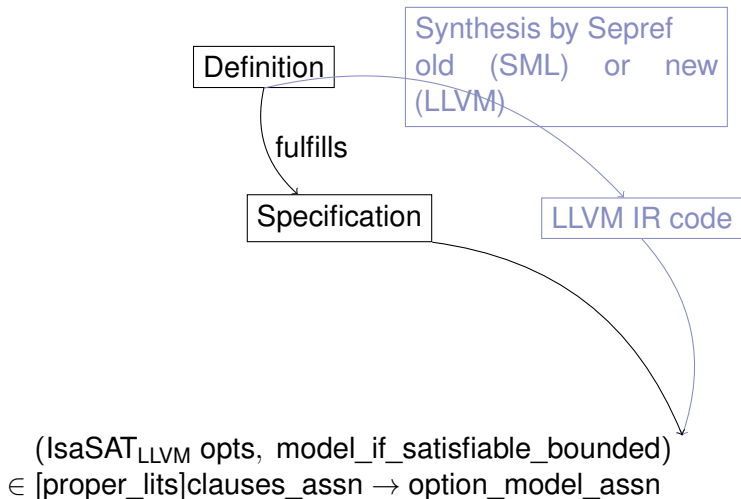 Synthesis by Sepref
old (SML) or new
(LLVM)
Definition
fulfills
Specification
LLVM IR code
(IsaSAT_LLVM opts, model_if_satisfiable_bounded)
∈ [proper_lits]clauses_assn → option_model_assn